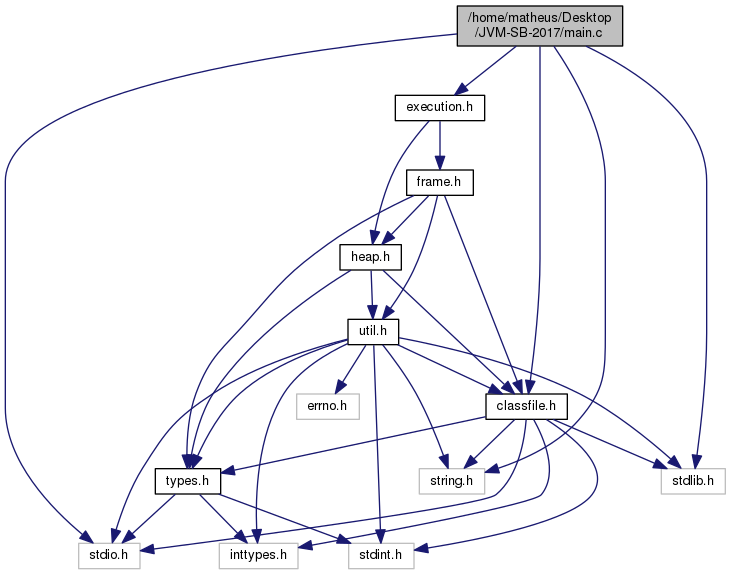 /home/matheus/Desktop
/JVM-SB-2017/main.c
execution.h
frame.h
heap.h
util.h
errno.h
classfile.h
types.h
string.h
stdlib.h
stdio.h
inttypes.h
stdint.h